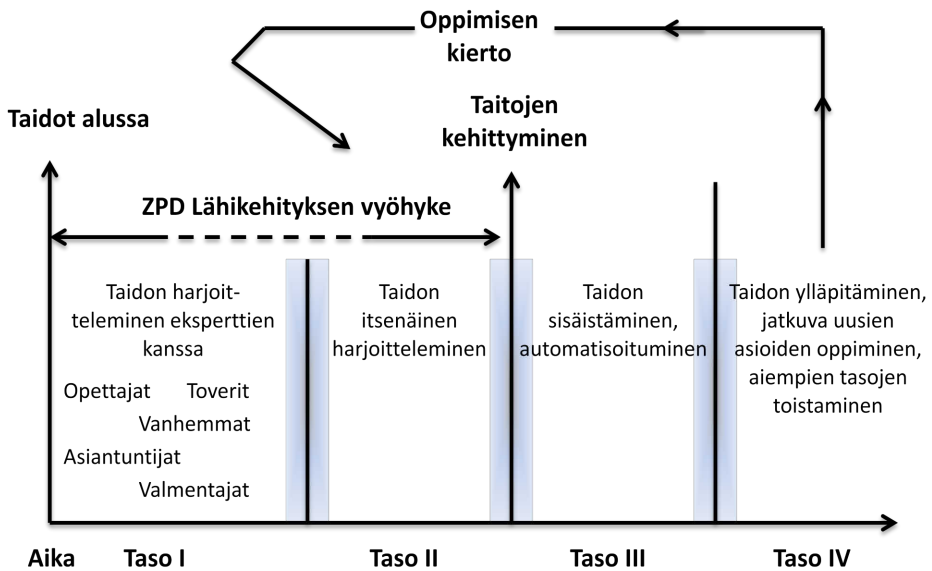 Oppimisen
kierto
Taidot alussa
Taitojen
kehittyminen
ZPD Lähikehityksen vyöhyke
Taidon harjoit-
teleminen eksperttien
kanssa
Opettajat Toverit
Vanhemmat
Asiantuntijat
Valmentajat
Taidon
itsenäinen
harjoitteleminen
Taidon
sisäistäminen,
automatisoituminen
Taidon ylläpitäminen,
jatkuva uusien
asioiden oppiminen,
aiempien tasojen
toistaminen
Aika Taso I Taso II Taso III Taso IV